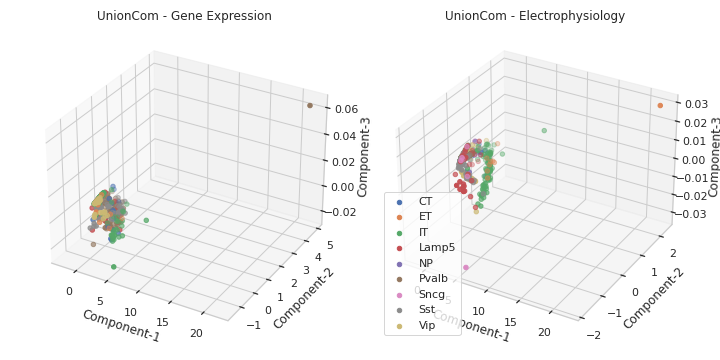 UnionCom - Gene Expression
0.06
0.04
0.02
0.00
−0.02
Component-3
5
4
3
2
1
0
−1
Component-2
0
5
10
15
20
Component-1
UnionCom - Electrophysiology
0.03
0.02
0.01
0.00
−0.01
−0.02
−0.03
Component-3
2
1
0
−1
−2
Component-2
0
5
10
15
20
Component-1
CT
ET
IT
Lamp5
NP
Pvalb
Sncg
Sst
Vip